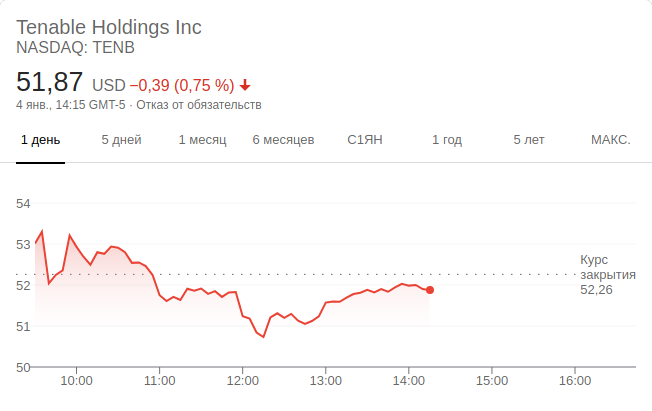 Tenable Holdings Inc
NASDAQ: TENB
51,87 USD −0,39 (0,75 %)
4 янв., 14:15 GMT-5 · Отказ от обязательств
1 день 5 дней 1 месяц 6 месяцев С1ЯН 1 год 5 лет МАКС.
54
53
Курс
закрытия
52,26
52
51
50
10:00 11:00 12:00 13:00 14:00 15:00 16:00